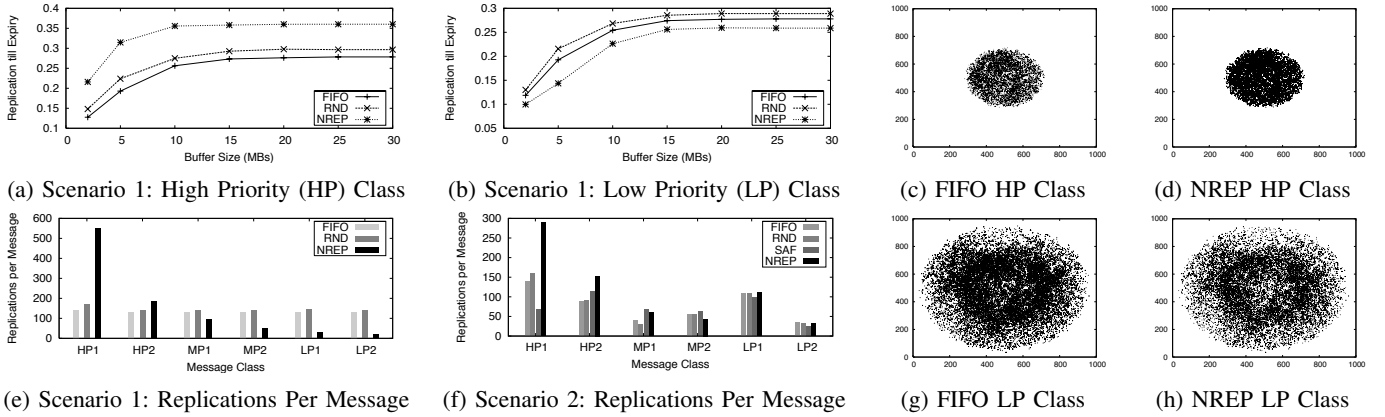 0.4
0.35
0.3
0.25
0.2
0.15
0.1
Replication till Expiry
FIFO
RND
NREP
0 5 10 15 20 25 30
Buffer Size (MBs)
(a) Scenario 1: High Priority (HP) Class
0.3
0.25
0.2
0.15
0.1
0.05
Replication till Expiry
FIFO
RND
NREP
0 5 10 15 20 25 30
Buffer Size (MBs)
(b) Scenario 1: Low Priority (LP) Class
1000
800
600
400
200
0
0 200 400 600 800 1000
(c) FIFO HP Class
1000
800
600
400
200
0
0 200 400 600 800 1000
(d) NREP HP Class
600
500
400
300
200
100
0
Replications per Message
FIFO
RND
NREP
HP1 HP2 MP1 MP2 LP1 LP2
Message Class
(e) Scenario 1: Replications Per Message
300
250
200
150
100
50
0
Replications per Message
FIFO
RND
SAF
NREP
HP1 HP2 MP1 MP2 LP1 LP2
Message Class
(f) Scenario 2: Replications Per Message
1000
800
600
400
200
0
0 200 400 600 800 1000
(g) FIFO LP Class
1000
800
600
400
200
0
0 200 400 600 800 1000
(h) NREP LP Class